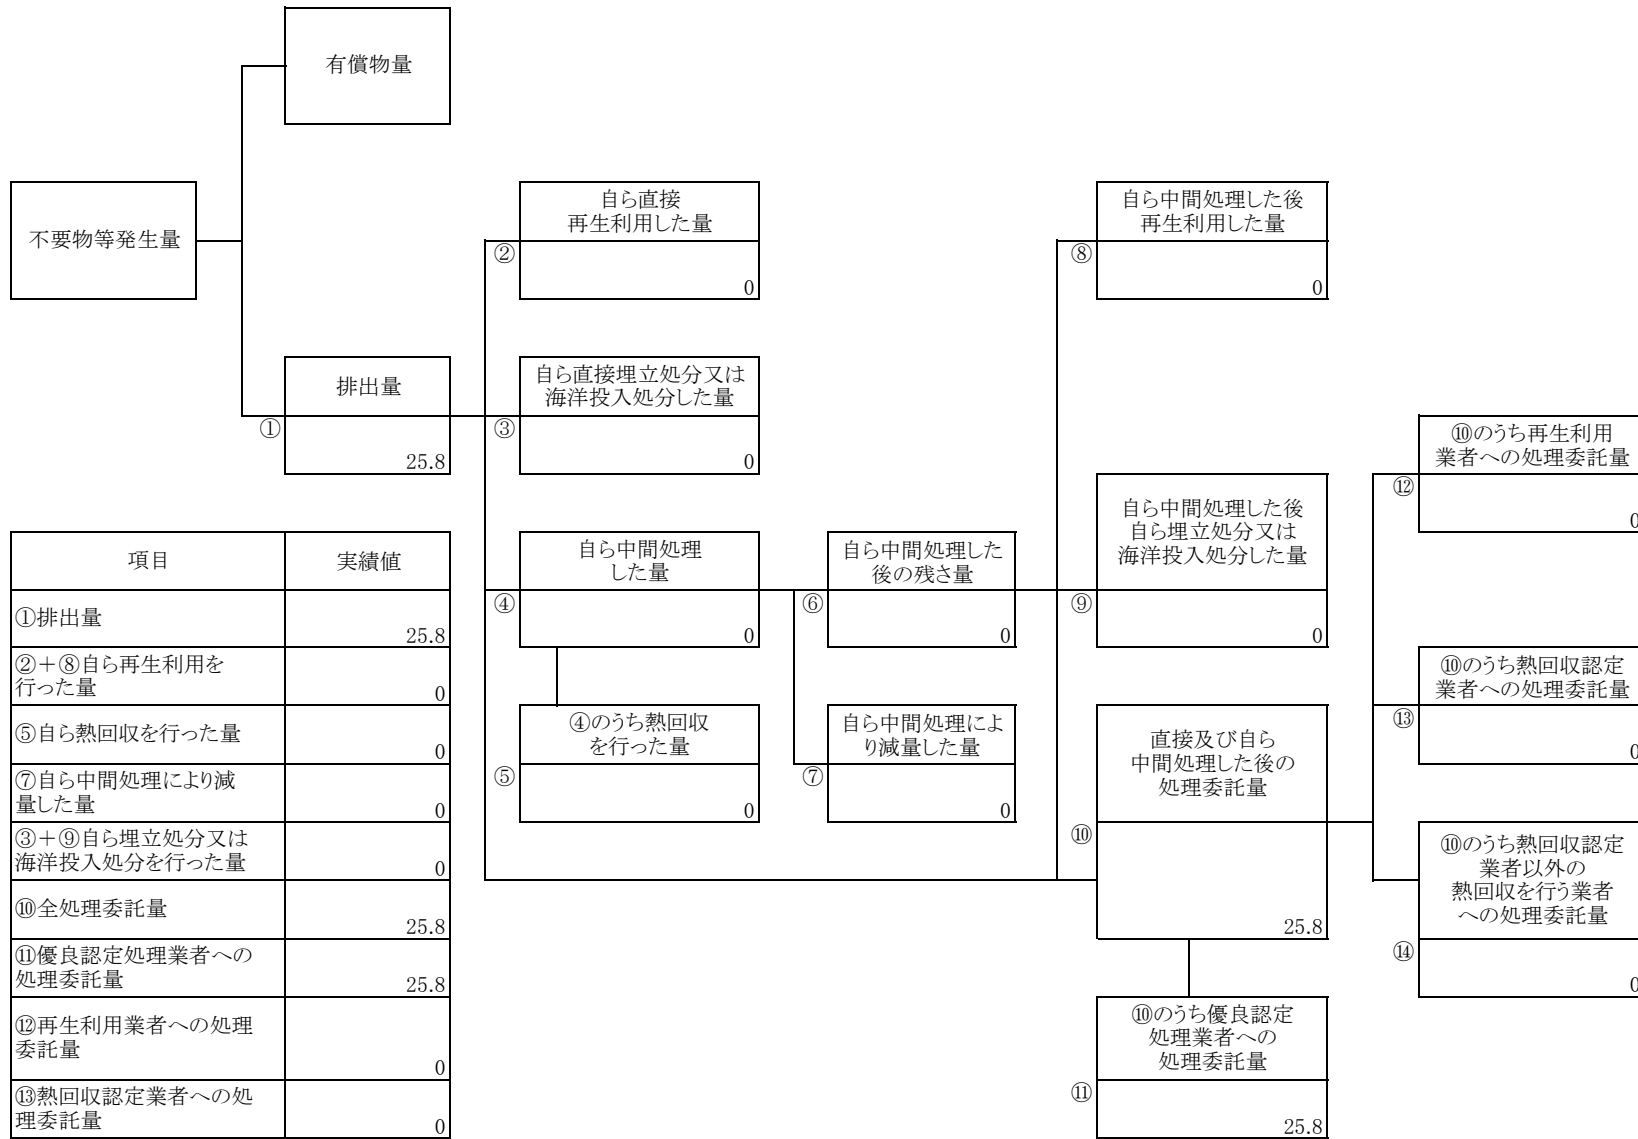 有償物量
不要物等発生量
自ら直接
再生利用した量
②
0
自ら中間処理した後
再生利用した量
⑧
0
排出量
①
25.8
自ら直接埋立処分又は
海洋投入処分した量
③
0
⑩のうち再生利用
業者への処理委託量
⑫
0
自ら中間処理
した量
④
0
自ら中間処理した
後の残さ量
⑥
0
自ら中間処理した後
自ら埋立処分又は
海洋投入処分した量
⑨
0
⑩のうち熱回収認定
業者への処理委託量
⑬
0
④のうち熱回収
を行った量
⑤
0
自ら中間処理によ
り減量した量
⑦
0
直接及び自ら
中間処理した後の
処理委託量
⑩
25.8
⑩のうち熱回収認定
業者以外の
熱回収を行う業者
への処理委託量
⑭
0
⑩のうち優良認定
処理業者への
処理委託量
⑪
25.8
項目 実績値
①排出量
25.8
②＋⑧自ら再生利用を
行った量
0
⑤自ら熱回収を行った量
0
⑦自ら中間処理により減
量した量
0
③＋⑨自ら埋立処分又は
海洋投入処分を行った量
0
⑩全処理委託量
25.8
⑪優良認定処理業者への
処理委託量
25.8
⑫再生利用業者への処理
委託量
0
⑬熱回収認定業者への処
理委託量
0